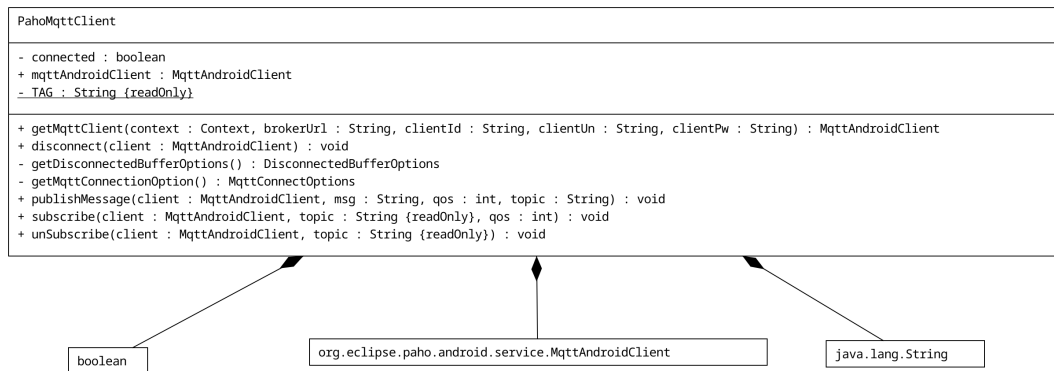 PahoMqttClient
- connected : boolean
+ mqttAndroidClient : MqttAndroidClient
- TAG : String {readOnly}
+ getMqttClient(context : Context, brokerUrl : String, clientId : String, clientUn : String, clientPw : String) : MqttAndroidClient
+ disconnect(client : MqttAndroidClient) : void
- getDisconnectedBufferOptions() : DisconnectedBufferOptions
- getMqttConnectionOption() : MqttConnectOptions
+ publishMessage(client : MqttAndroidClient, msg : String, qos : int, topic : String) : void
+ subscribe(client : MqttAndroidClient, topic : String {readOnly}, qos : int) : void
+ unSubscribe(client : MqttAndroidClient, topic : String {readOnly}) : void
boolean
org.eclipse.paho.android.service.MqttAndroidClient
java.lang.String